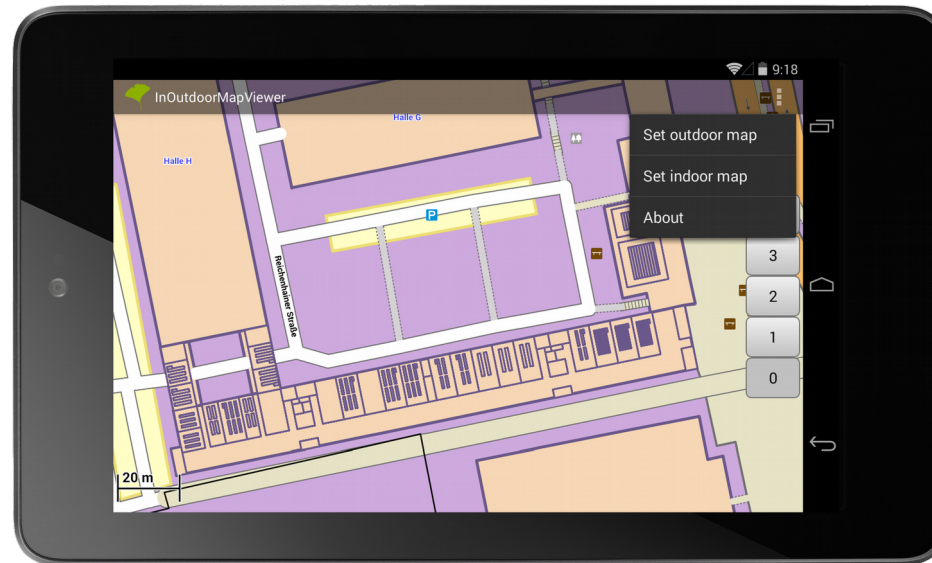 9:18
InOutdoorMapViewer
Halle G
Set outdoor map
Halle H
Set indoor map
P
About
Reichenhainer Straße
3
2
1
0
20 m